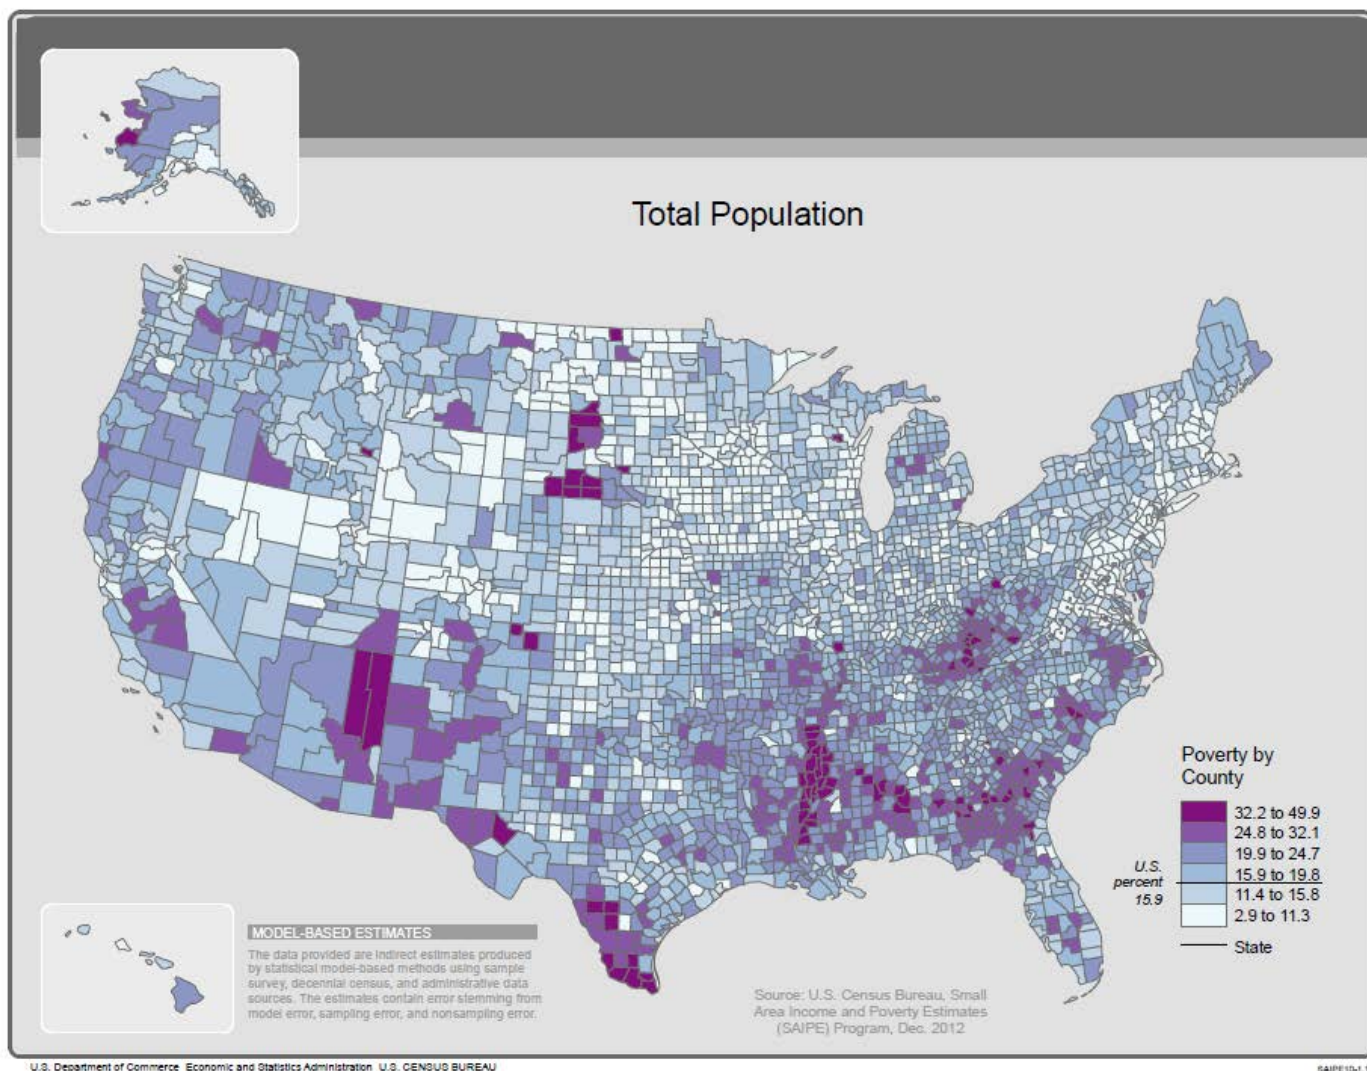 Total Population
Poverty by
County
32.2 to 49.9
24.8 to 32.1
19.9 to 24.7
15.9 to 19.8
11.4 to 15.8
2.9 to 11.3
U.S.
percent
15.9
State
MODEL-BASED ESTIMATES
The data provided are indirect estimates produced
by statistical model-based methods using sample
survey, decennial census, and administrative data
sources. The estimates contain error stemming from
model error, sampling error, and nonsampling error.
Source: U.S. Census Bureau, Small
Area Income and Poverty Estimates
(SAIPE) Program, Dec. 2012
U.S. Department of Commerce Economic and Statistics Administration U.S. CENSUS BUREAU